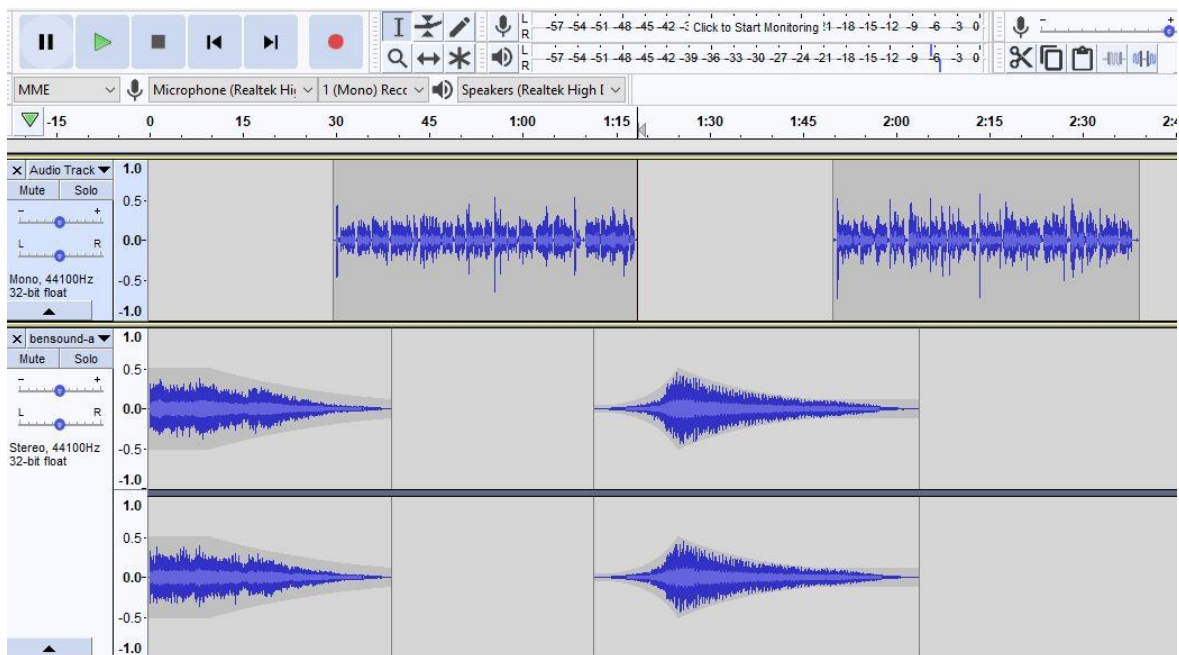 L
R
-57 -54 -51 -48 -45 -42 -3 Click to Start Monitoring !1 -18 -15 -12 -9 -6 -3 0
- +
L
R
-57 -54 -51 -48 -45 -42 -39 -36 -33 -30 -27 -24 -21 -18 -15 -12 -9 -6 -3 0
MME Microphone (Realtek Hi 1 (Mono) Recc Speakers (Realtek High
-15 0 15 30 45 1:00 1:15 1:30 1:45 2:00 2:15 2:30 2:4
X Audio Track 1.0
Mute Solo
0.5
- +
0.0
L R
Mono, 44100Hz
32-bit float
-0.5
-1.0
X bensound-a 1.0
Mute Solo
0.5
- +
0.0
L R
Stereo, 44100Hz
32-bit float
-0.5
-1.0
1.0
0.5
0.0
-0.5
-1.0